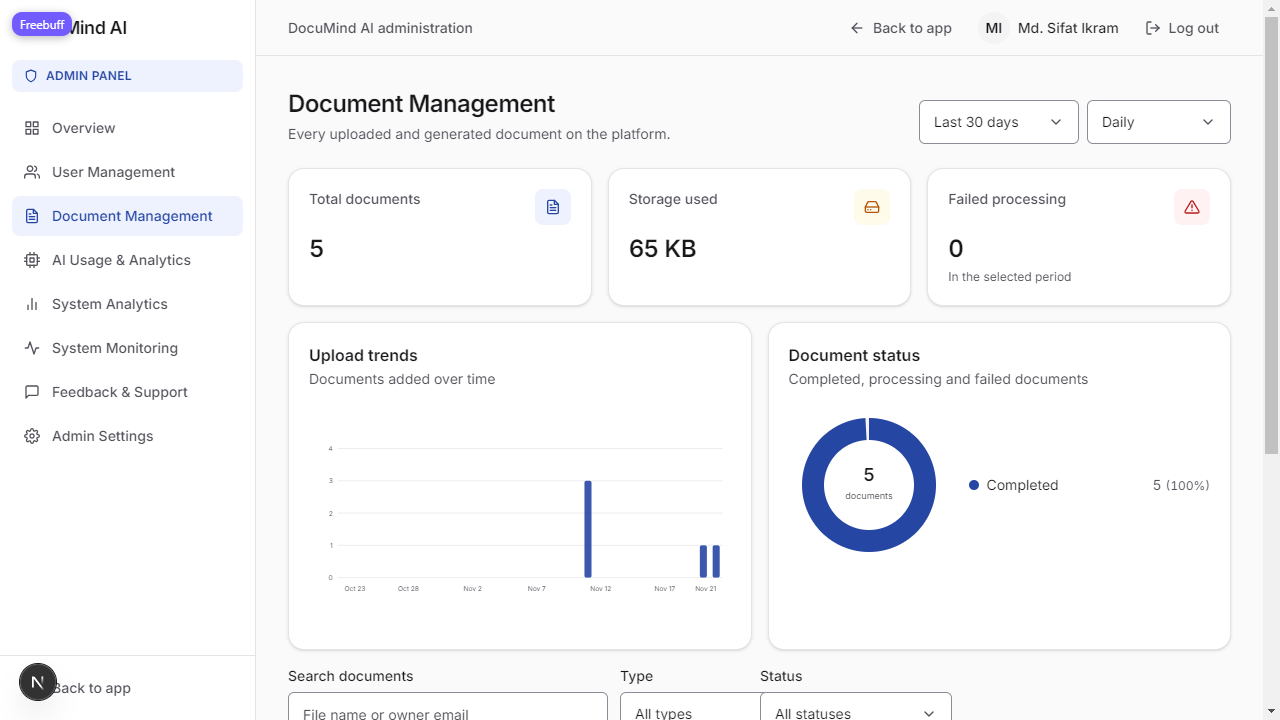 Freebuff
Mind AI
ADMIN PANEL
Overview
User Management
Document Management
AI Usage & Analytics
System Analytics
System Monitoring
Feedback & Support
Admin Settings
N
Back to app
DocuMind AI administration
Back to app
MI
Md. Sifat Ikram
Log out
Document Management
Every uploaded and generated document on the platform.
Last 30 days
Daily
Total documents
5
Storage used
65 KB
Failed processing
0
In the selected period
Upload trends
Documents added over time
4
3
2
1
0
Oct 23 Oct 28 Nov 2 Nov 7 Nov 12 Nov 17 Nov 21
Document status
Completed, processing and failed documents
5
documents
Completed 5 (100%)
Search documents
File name or owner email
Type
All types
Status
All statuses